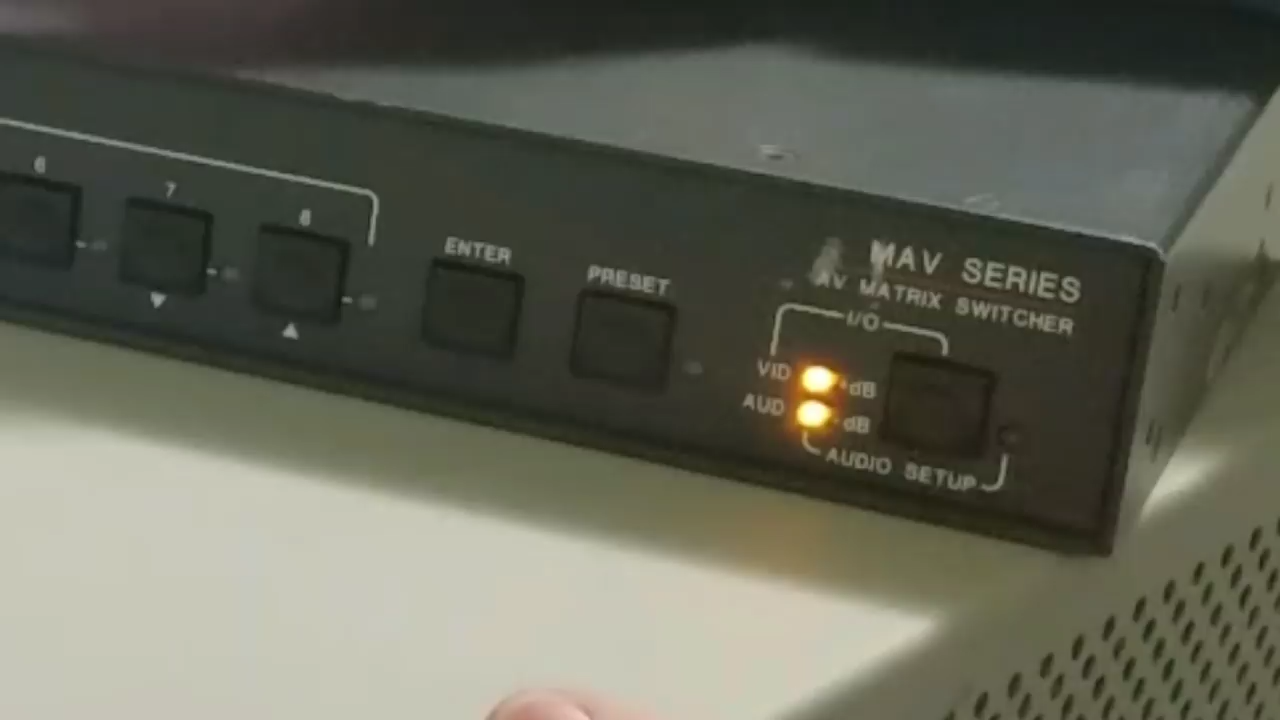 6
7
8
ENTER
PRESET
MAV SERIES
AV MATRIX SWITCHER
I/O
VID +dB
AUD -dB
AUDIO SETUP